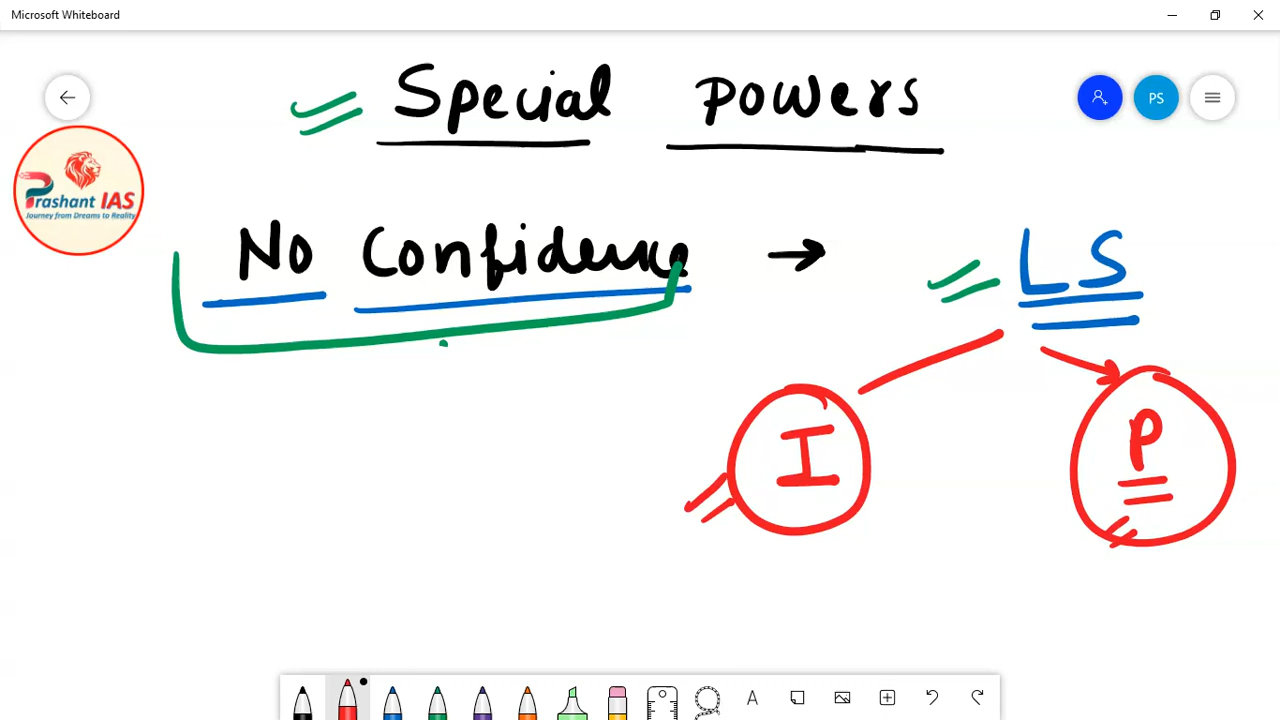 Microsoft Whiteboard
Special Powers
PS
Prashant IAS
Journey from Dreams to Reality
No Confidence → LS
I
P
A